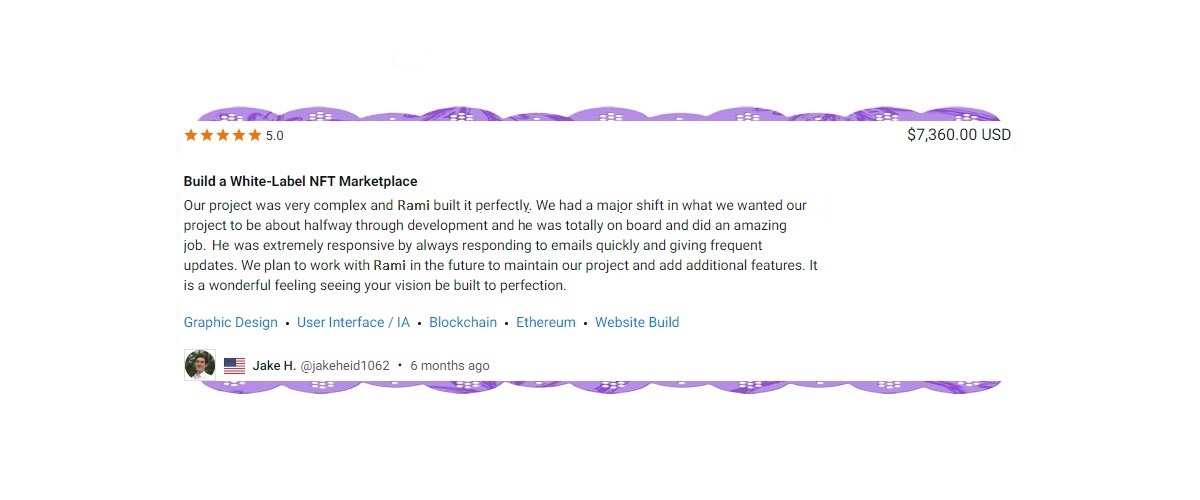 5.0
$7,360.00 USD
Build a White-Label NFT Marketplace
Our project was very complex and Rami built it perfectly. We had a major shift in what we wanted our
project to be about halfway through development and he was totally on board and did an amazing
job. He was extremely responsive by always responding to emails quickly and giving frequent
updates. We plan to work with Rami in the future to maintain our project and add additional features. It
is a wonderful feeling seeing your vision be built to perfection.
Graphic Design • User Interface / IA • Blockchain • Ethereum • Website Build
Jake H. @jakeheid1062 • 6 months ago